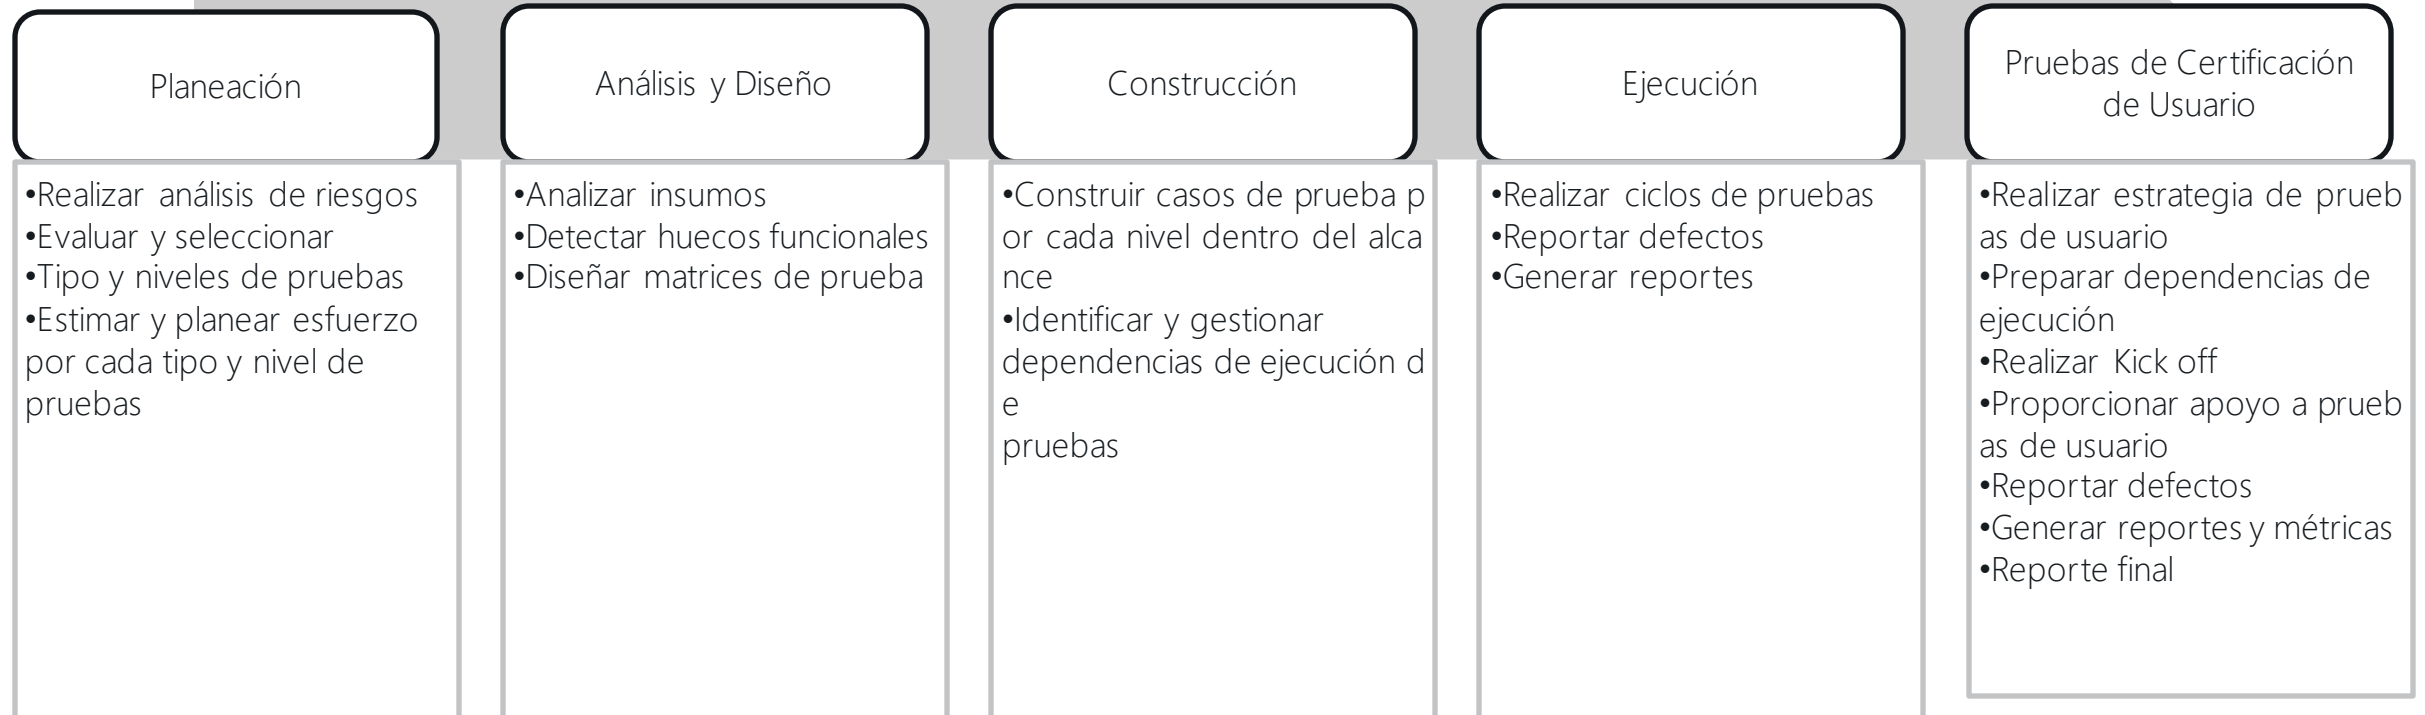 Planeación
•Realizar análisis de riesgos
•Evaluar y seleccionar
•Tipo y niveles de pruebas
•Estimar y planear esfuerzo
por cada tipo y nivel de
pruebas
Análisis y Diseño
•Analizar insumos
•Detectar huecos funcionales
•Diseñar matrices de prueba
Construcción
•Construir casos de prueba p
or cada nivel dentro del alca
nce
•Identificar y gestionar
dependencias de ejecución d
e
pruebas
Ejecución
•Realizar ciclos de pruebas
•Reportar defectos
•Generar reportes
Pruebas de Certificación
de Usuario
•Realizar estrategia de prueb
as de usuario
•Preparar dependencias de
ejecución
•Realizar Kick off
•Proporcionar apoyo a prueb
as de usuario
•Reportar defectos
•Generar reportes y métricas
•Reporte final